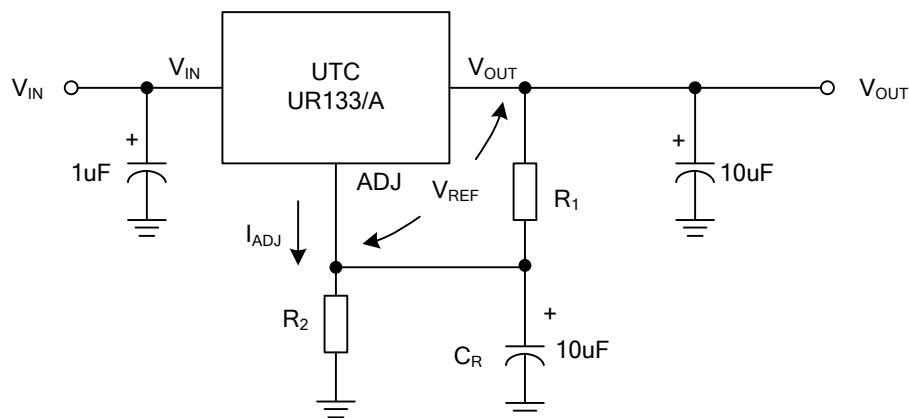 V_IN
V_IN
UTC
UR133/A
V_OUT
V_OUT
+
1uF
ADJ
V_REF
R_1
+
10uF
I_ADJ
R_2
C_R
+
10uF